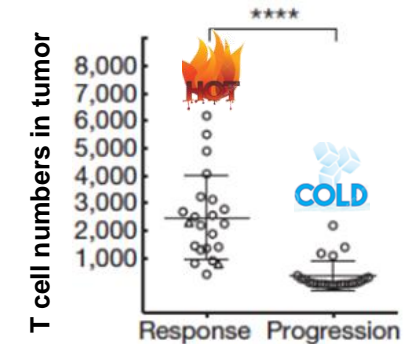 ****
T cell numbers in tumor
8,000
7,000
6,000
5,000
4,000
3,000
2,000
1,000
HOT
COLD
Response Progression